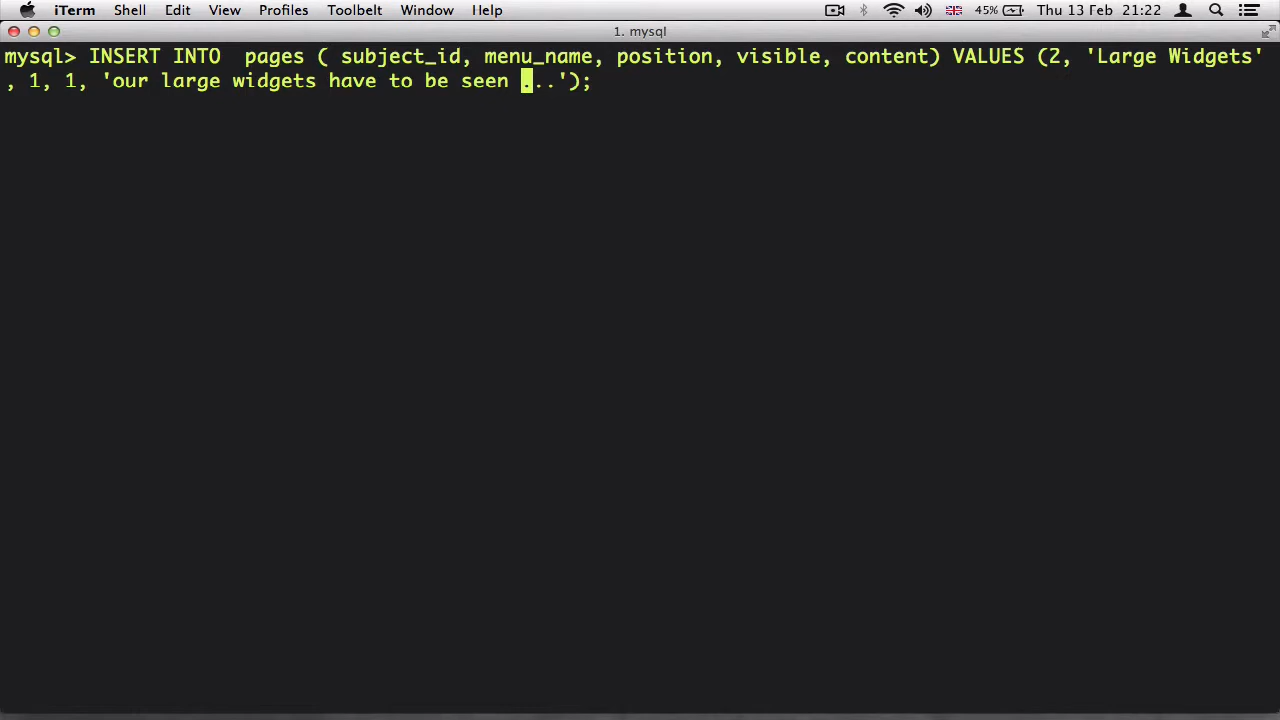 iTerm Shell Edit View Profiles Toolbelt Window Help 45% Thu 13 Feb 21:22
1. mysql
mysql> INSERT INTO  pages ( subject_id, menu_name, position, visible, content) VALUES (2, 'Large Widgets'
, 1, 1, 'our large widgets have to be seen ...');